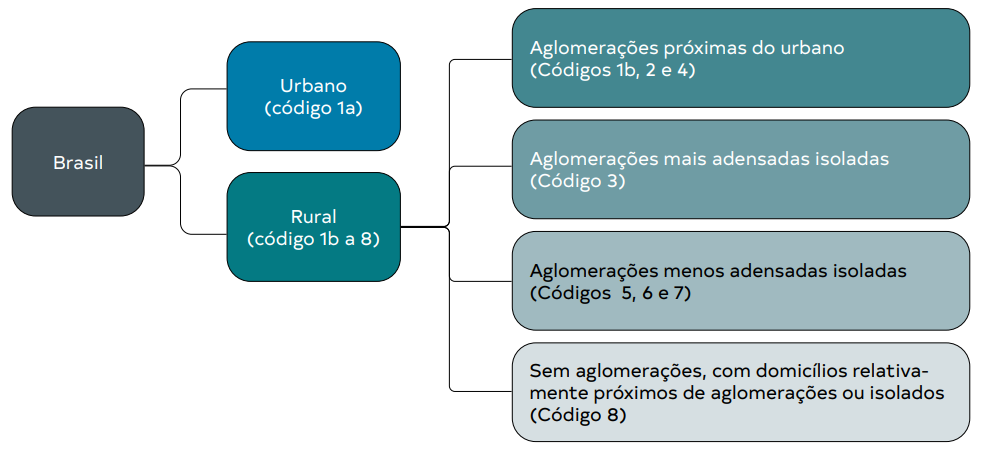 Brasil
Urbano
(código 1a)
Rural
(código 1b a 8)
Aglomerações próximas do urbano
(Códigos 1b, 2 e 4)
Aglomerações mais adensadas isoladas
(Código 3)
Aglomerações menos adensadas isoladas
(Códigos  5, 6 e 7)
Sem aglomerações, com domicílios relativa-
mente próximos de aglomerações ou isolados
(Código 8)